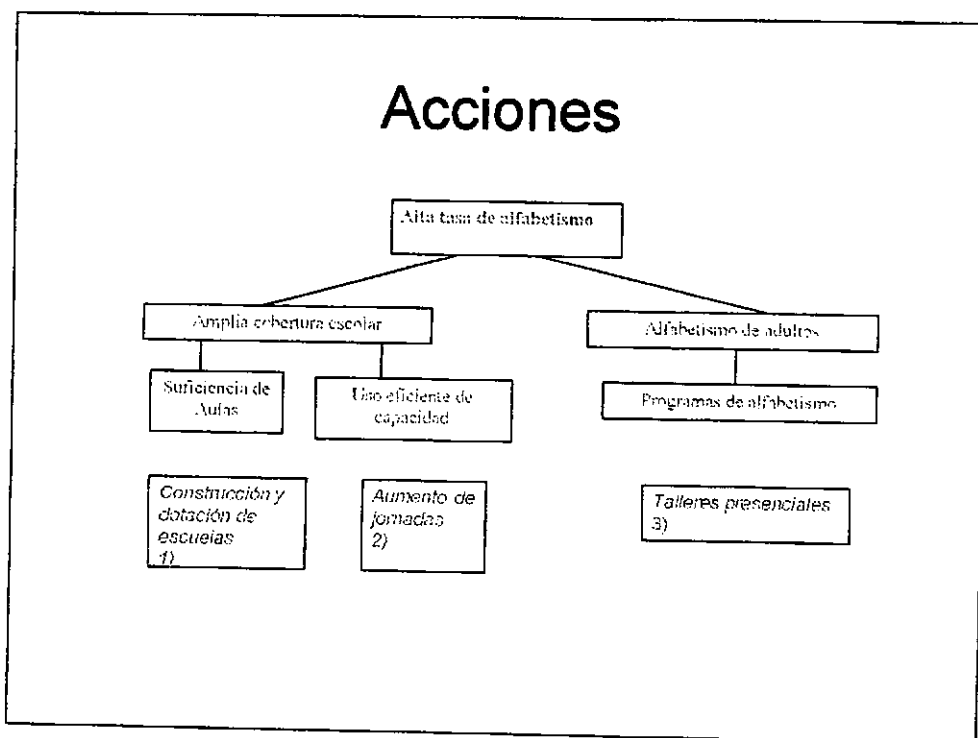 Acciones
Alta tasa de alfabetismo
Amplia cobertura escolar
Alfabetismo de adultos
Suficiencia de
Aulas
Uso eficiente de
capacidad
Programas de alfabetismo
Construcción y
dotación de
escuelas
1)
Aumento de
jornadas
2)
Talleres presenciales
3)